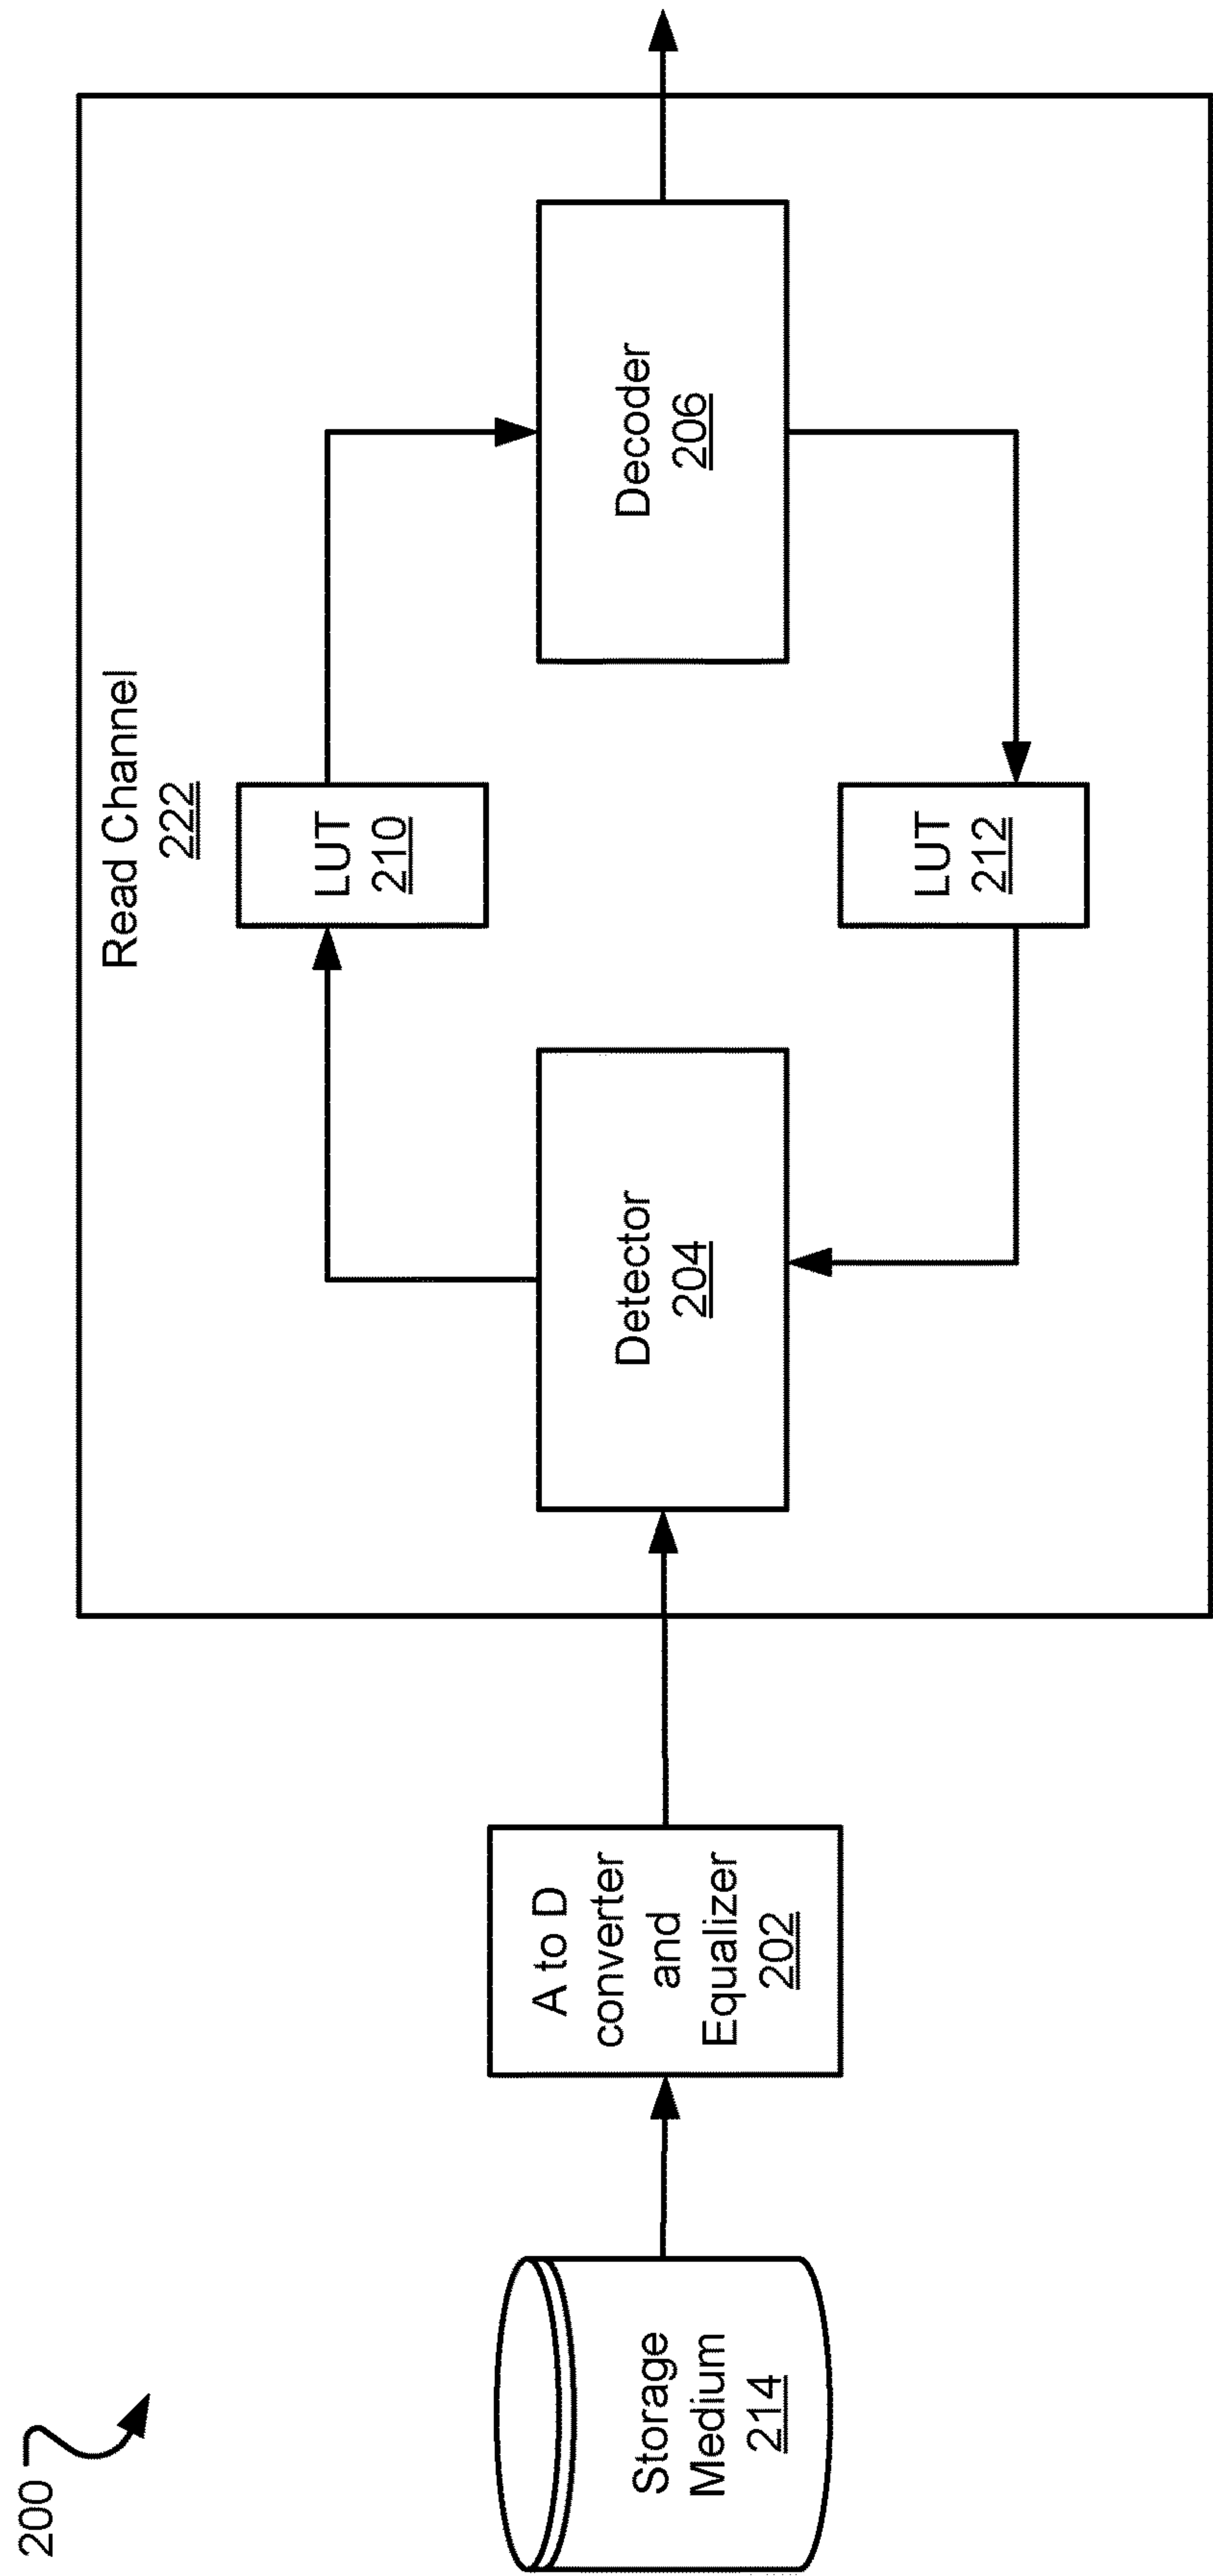 200
Read Channel
222
LUT
210
Storage
Medium
214
A to D
converter
and
Equalizer
202
Detector
204
Decoder
206
LUT
212